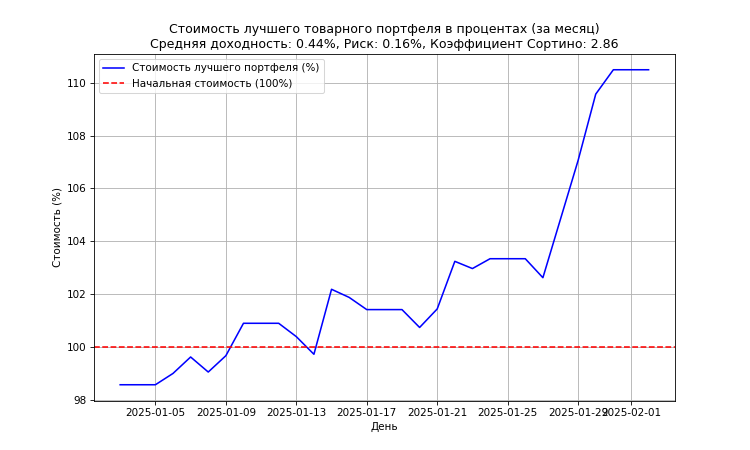 Стоимость лучшего товарного портфеля в процентах (за месяц)
Средняя доходность: 0.44%, Риск: 0.16%, Коэффициент Сортино: 2.86
Стоимость лучшего портфеля (%)
Начальная стоимость (100%)
Стоимость (%)
110
108
106
104
102
100
98
2025-01-05 2025-01-09 2025-01-13 2025-01-17 2025-01-21 2025-01-25 2025-01-29 2025-02-01
День